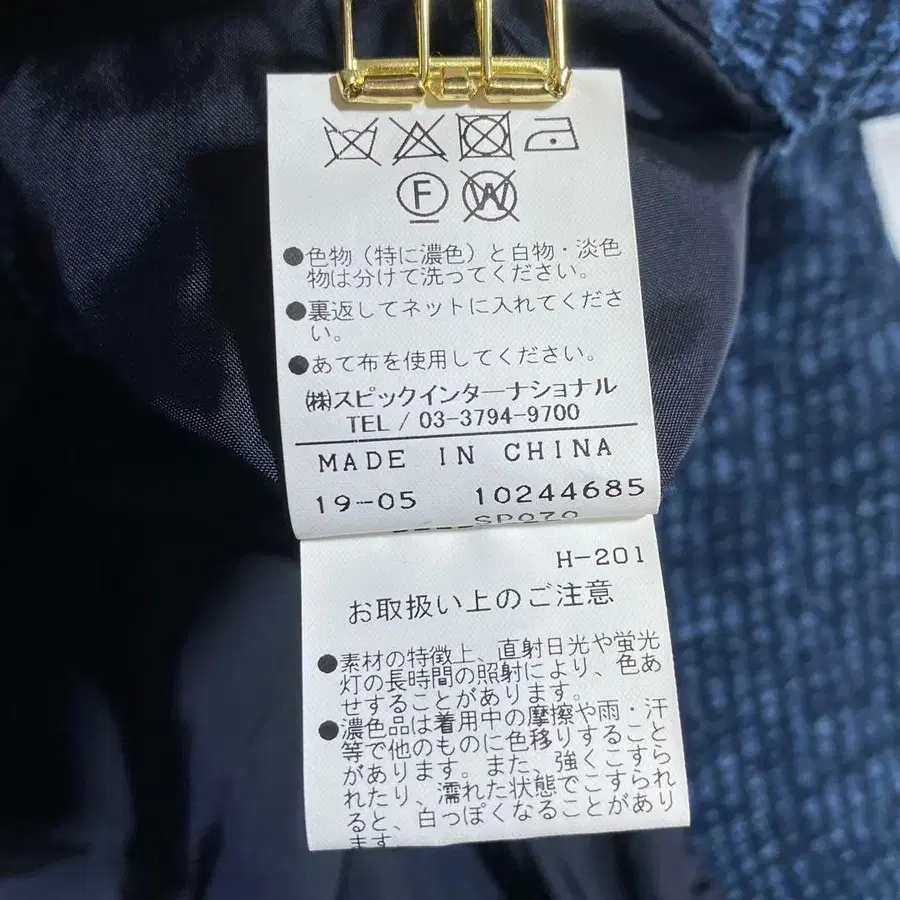 F
W
●色物（特に濃色）と白物・淡色
物は分けて洗ってください。
●裏返してネットに入れてくださ
い。
●あて布を使用してください。
㈱スピックインターナショナル
TEL / 03-3794-9700
MADE IN CHINA
19-05 10244685
SP070
H-201
お取扱い上のご注意
●素材の特徴上、直射日光や蛍光
灯の長時間の照射により、色あ
せすることがあります。
●濃色品は着用中の摩擦や雨・汗
等で他のものに色移りすること
があります。また、強くこすら
れたり、濡れた状態でこすられ
ると、白っぽくなることがあり
ます